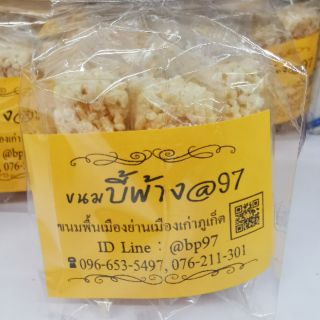 ขนมบี้พ้าง@97
ขนมพื้นเมืองย่านเมืองเก่าภูเก็ต
ID Line : @bp97
☎096-653-5497, 076-211-301